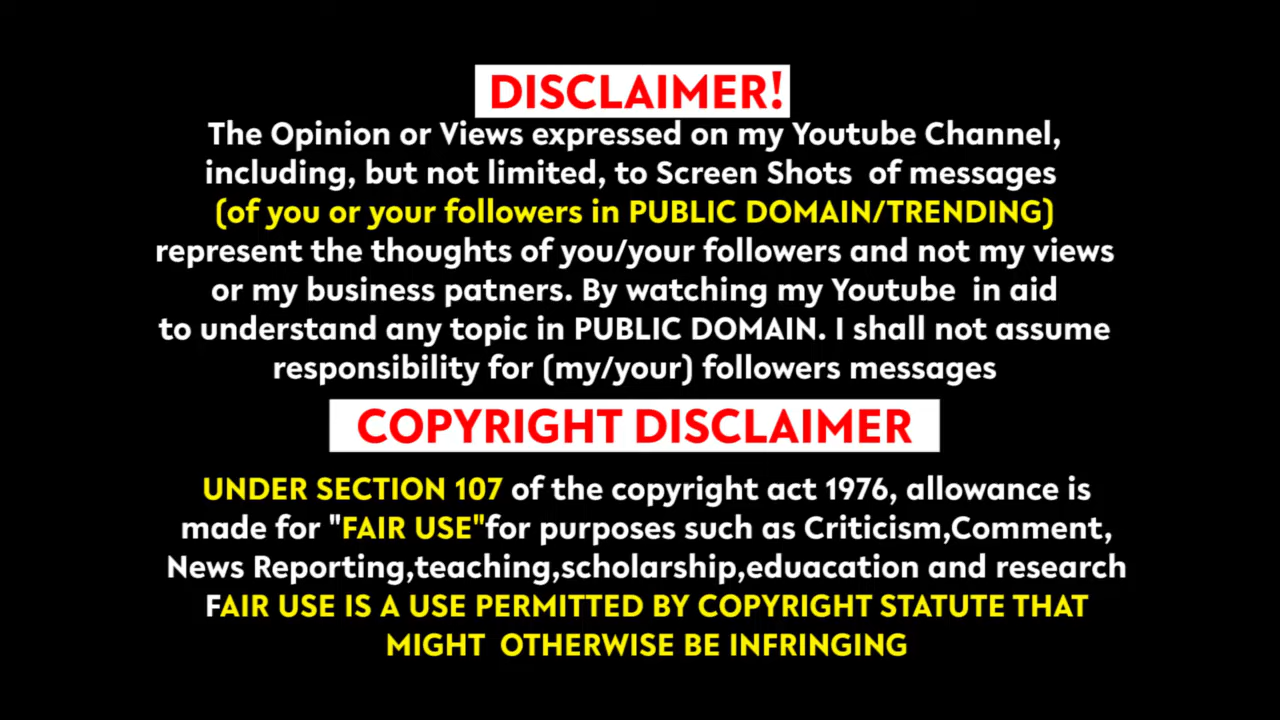 DISCLAIMER!
The Opinion or Views expressed on my Youtube Channel,
including, but not limited, to Screen Shots of messages
(of you or your followers in PUBLIC DOMAIN/TRENDING)
represent the thoughts of you/your followers and not my views
or my business patners. By watching my Youtube in aid
to understand any topic in PUBLIC DOMAIN. I shall not assume
responsibility for (my/your) followers messages
COPYRIGHT DISCLAIMER
UNDER SECTION 107 of the copyright act 1976, allowance is
made for "FAIR USE"for purposes such as Criticism,Comment,
News Reporting,teaching,scholarship,eduacation and research
FAIR USE IS A USE PERMITTED BY COPYRIGHT STATUTE THAT
MIGHT OTHERWISE BE INFRINGING